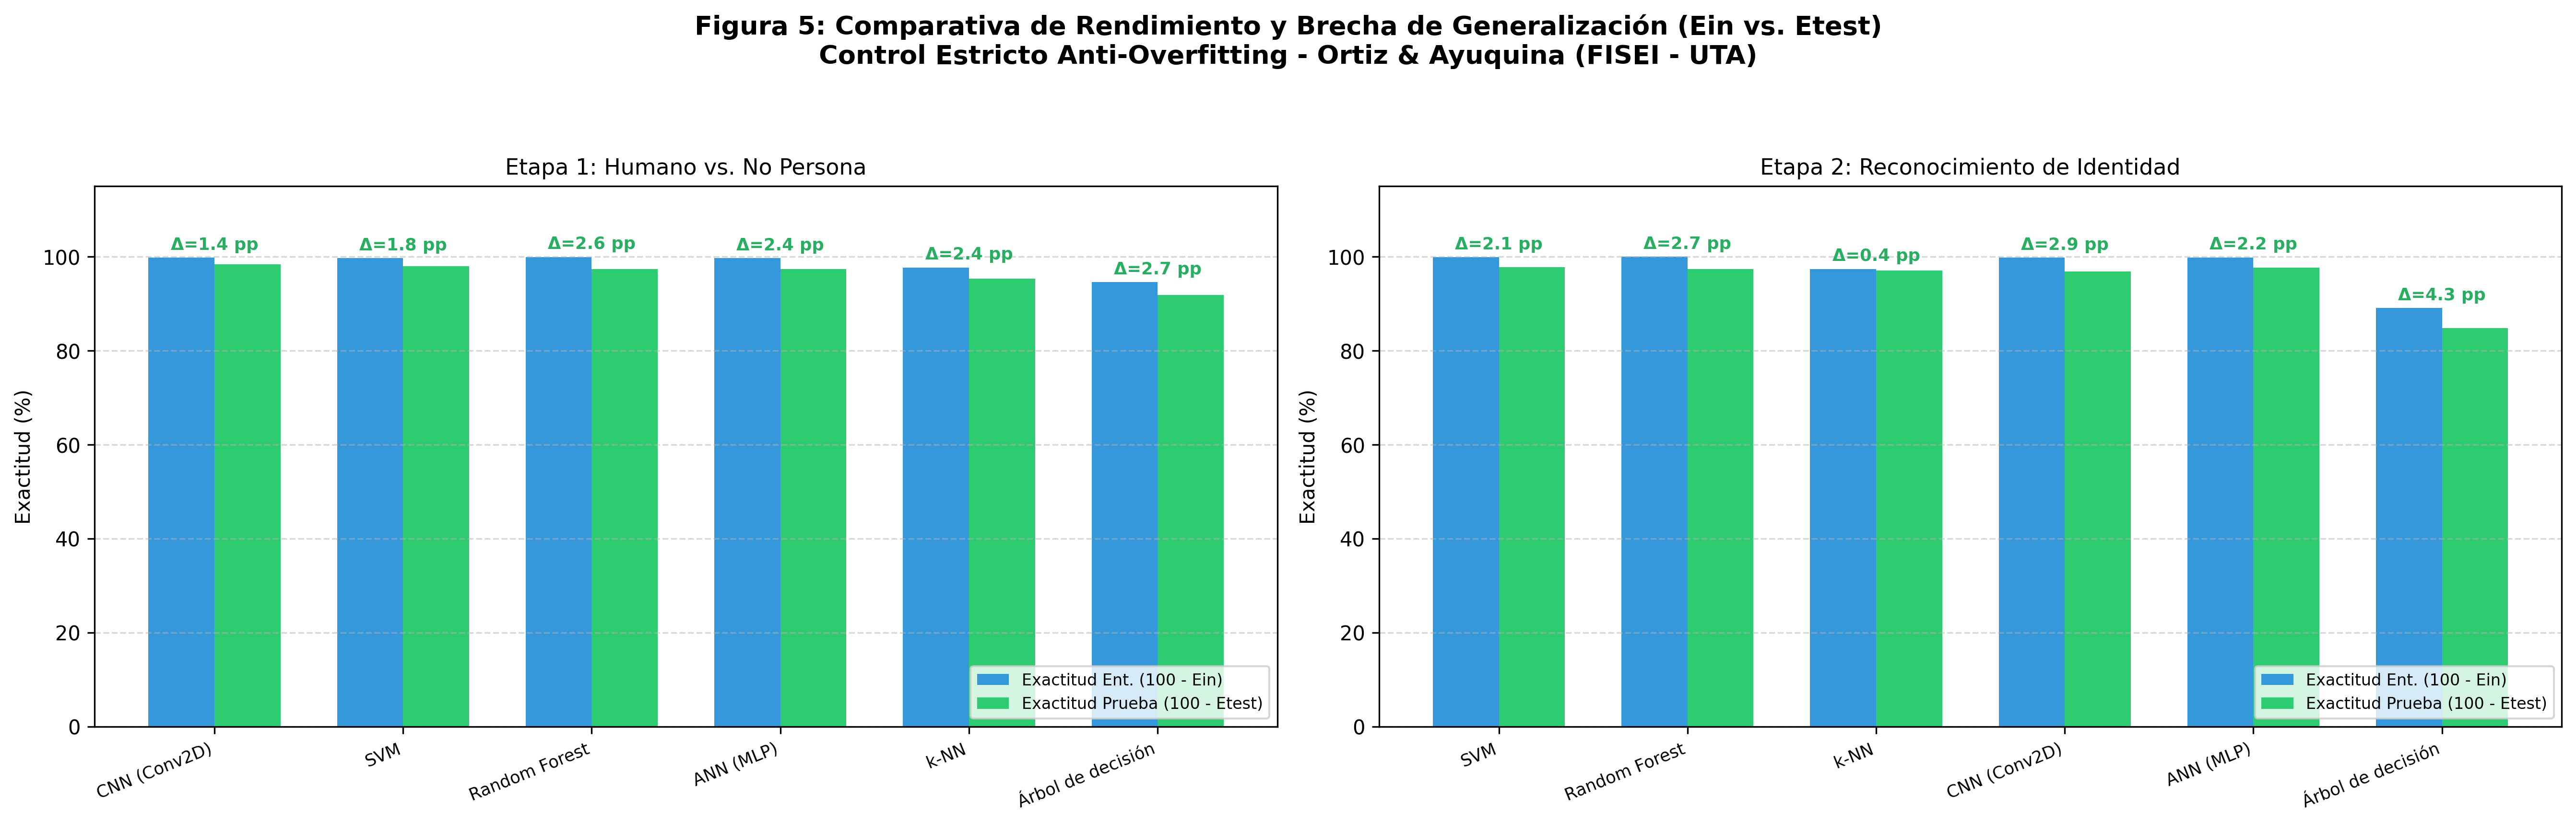 Figura 5: Comparativa de Rendimiento y Brecha de Generalización (Ein vs. Etest)
Control Estricto Anti-Overfitting - Ortiz & Ayuquina (FISEI - UTA)
Etapa 1: Humano vs. No Persona
Exactitud (%)
100
80
60
40
20
0
Δ=1.4 pp
Δ=1.8 pp
Δ=2.6 pp
Δ=2.4 pp
Δ=2.4 pp
Δ=2.7 pp
Exactitud Ent. (100 - Ein)
Exactitud Prueba (100 - Etest)
CNN (Conv2D)
SVM
Random Forest
ANN (MLP)
k-NN
Árbol de decisión
Etapa 2: Reconocimiento de Identidad
Exactitud (%)
100
80
60
40
20
0
Δ=2.1 pp
Δ=2.7 pp
Δ=0.4 pp
Δ=2.9 pp
Δ=2.2 pp
Δ=4.3 pp
Exactitud Ent. (100 - Ein)
Exactitud Prueba (100 - Etest)
SVM
Random Forest
k-NN
CNN (Conv2D)
ANN (MLP)
Árbol de decisión